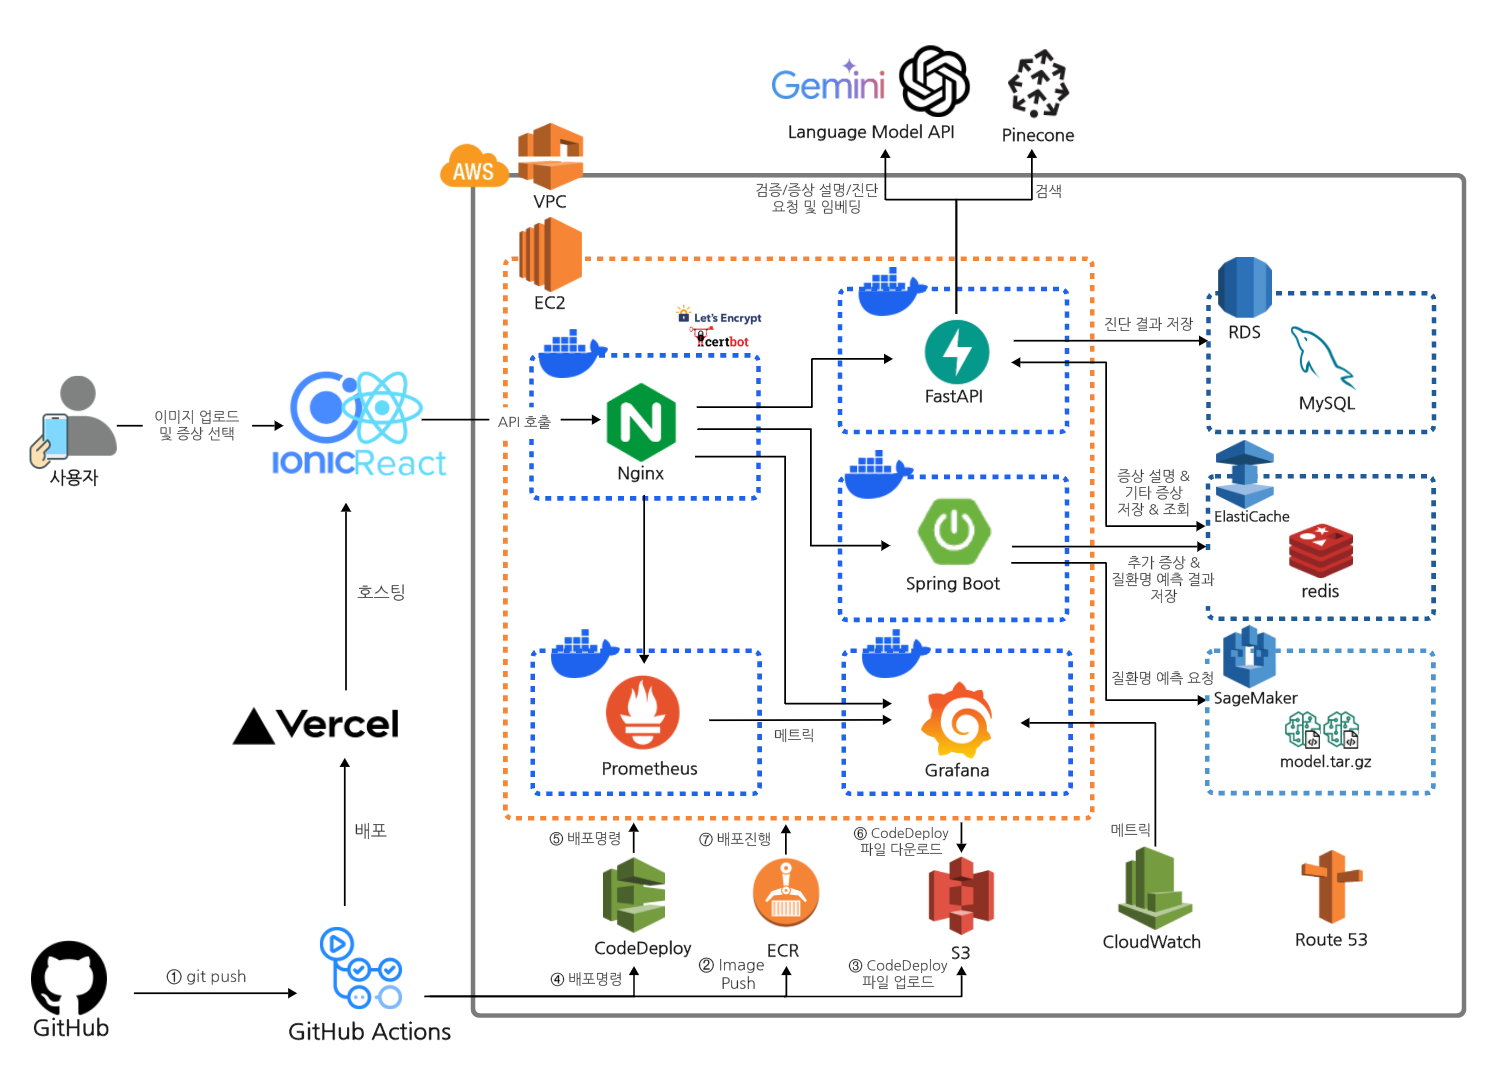 Gemini
Language Model API
Pinecone
AWS
VPC
검증/증상 설명/진단
요청 및 임베딩
검색
EC2
Let's Encrypt
certbot
진단 결과 저장
RDS
MySQL
FastAPI
이미지 업로드
및 증상 선택
사용자
IONIC React
API 호출
Nginx
증상 설명 &
기타 증상
저장 & 조회
ElastiCache
redis
Spring Boot
추가 증상 &
질환명 예측 결과
저장
호스팅
질환명 예측 요청
SageMaker
model.tar.gz
Vercel
Prometheus
메트릭
Grafana
배포
⑤ 배포명령
⑦ 배포진행
⑥ CodeDeploy
파일 다운로드
메트릭
CodeDeploy
ECR
S3
CloudWatch
Route 53
① git push
④ 배포명령
② Image
Push
③ CodeDeploy
파일 업로드
GitHub
GitHub Actions